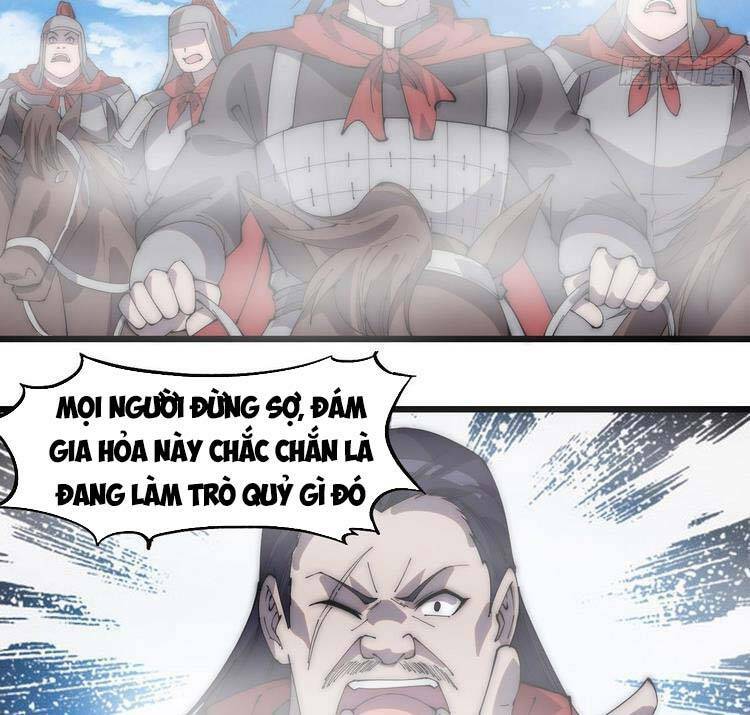 MỌI NGƯỜI ĐỪNG SỢ, ĐÁM
GIA HỎA NÀY CHẮC CHẮN LÀ
ĐANG LÀM TRÒ QUỶ GÌ ĐÓ